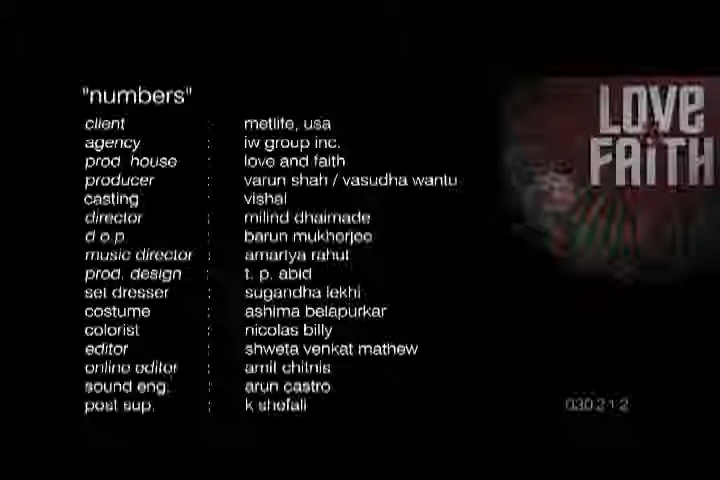 "numbers"
client : metlife, usa
agency : iw group inc.
prod. house : love and faith
producer : varun shah / vasudha wantu
casting : vishal
director : milind dhaimade
d.o.p. : barun mukherjee
music director : amartya rahut
prod. design : t. p. abid
set dresser : sugandha lekhi
costume : ashima belapurkar
colorist : nicolas billy
editor : shweta venkat mathew
online editor : amit chitnis
sound eng. : arun castro
post sup. : k shefali
LOVE
FAITH